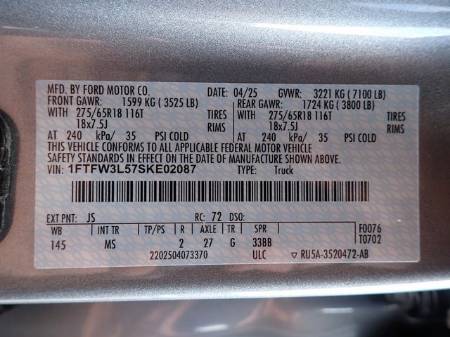 MFD. BY FORD MOTOR CO.
DATE: 04/25 GVWR: 3221 KG (7100 LB)
FRONT GAWR: 1599 KG (3525 LB) REAR GAWR: 1724 KG (3800 LB)
WITH 275/65R18 116T TIRES WITH 275/65R18 116T TIRES
18x7.5J RIMS 18x7.5J RIMS
AT 240 kPa/ 35 PSI COLD AT 240 kPa/ 35 PSI COLD
THIS VEHICLE CONFORMS TO ALL APPLICABLE FEDERAL MOTOR VEHICLE SAFETY AND THEFT PREVENTION STANDARDS IN EFFECT ON THE DATE OF MANUFACTURE SHOWN ABOVE.
VIN: 1FTFW3L57SKE02087 TYPE: Truck
EXT PNT: JS RC: 72 DSO: F0076
WB INT TR TP/PS R AXLE TR SPR T0702
145 MS 2 27 G 33BB
2202504073370 ULC ▽ RU5A-3520472-AB